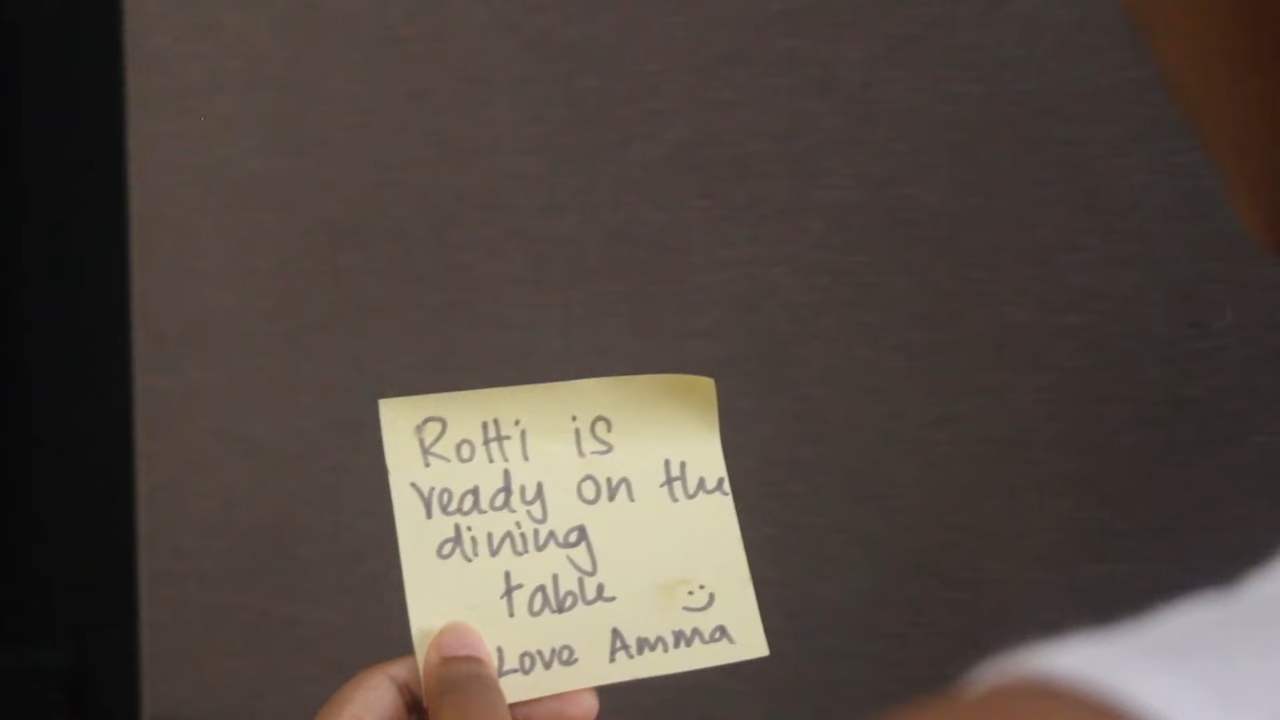 Rotti is
ready on the
dining
table
Love Amma